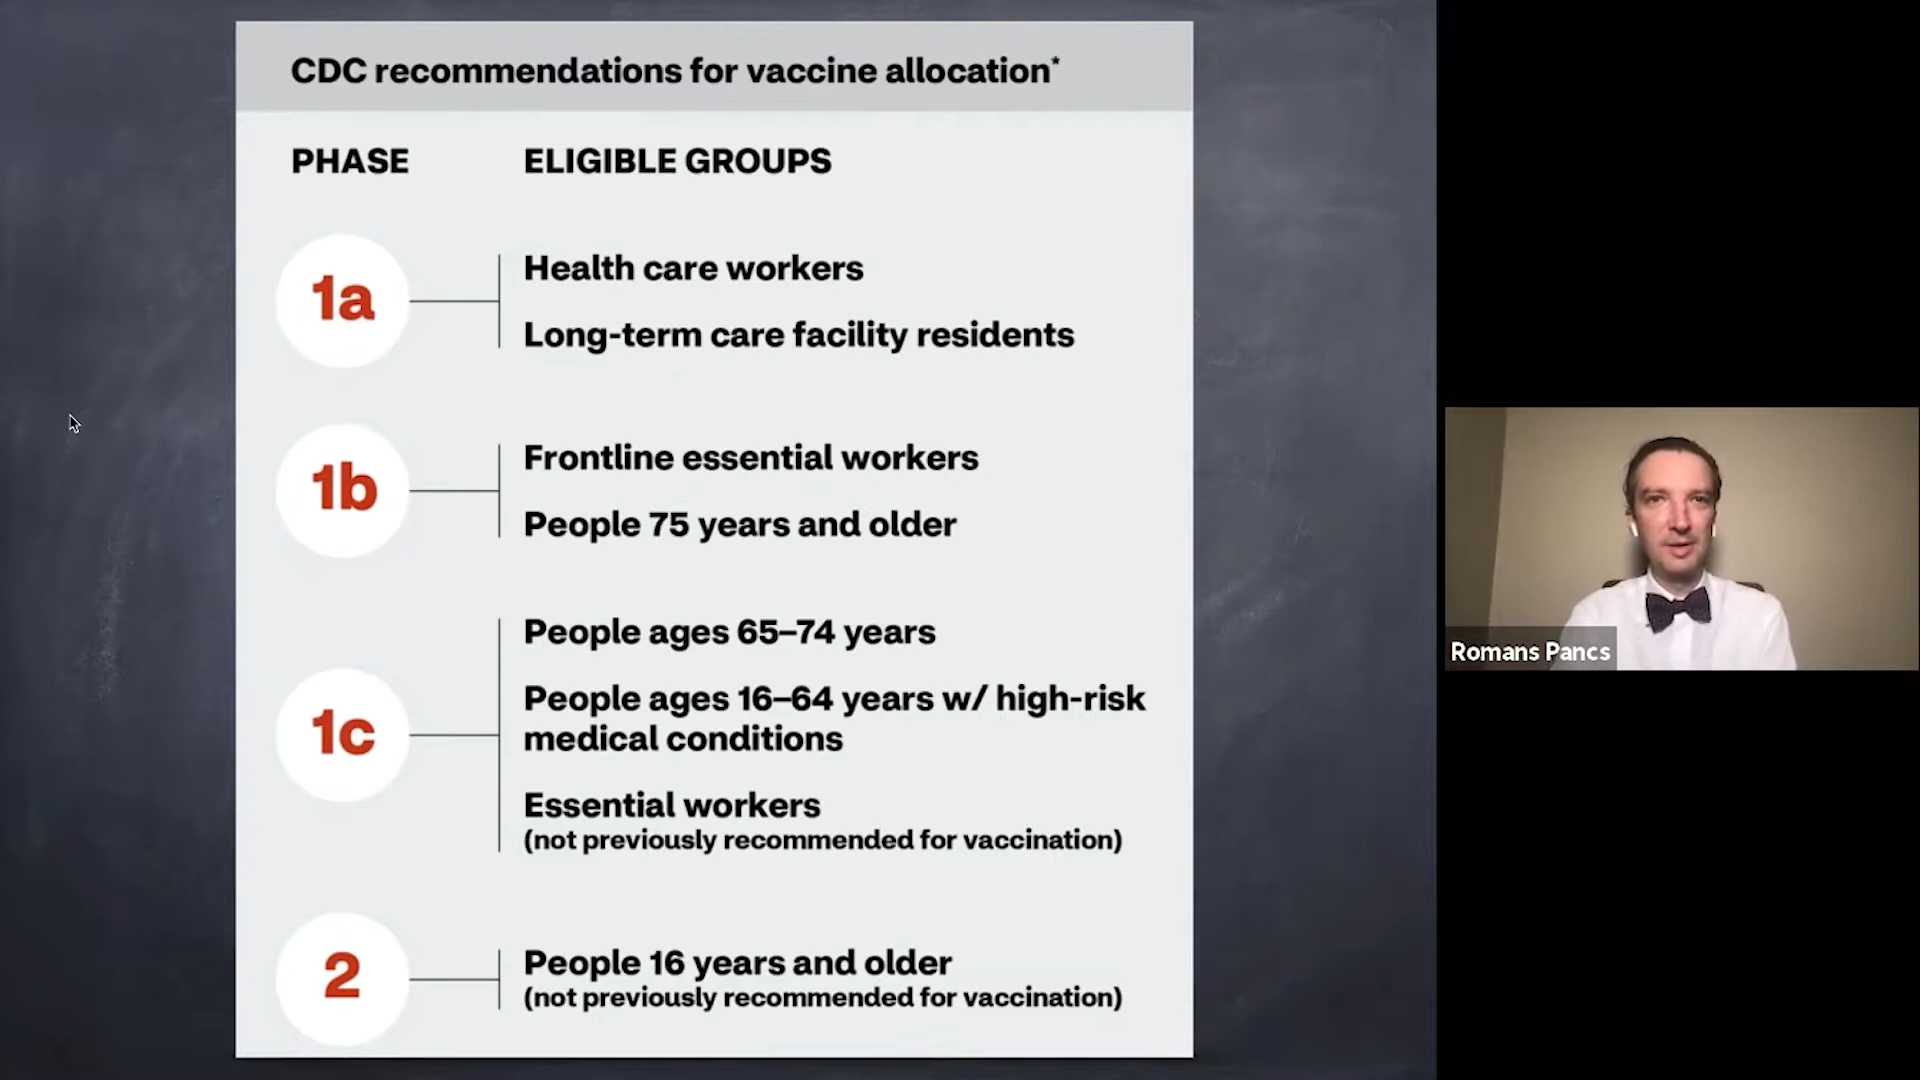 CDC recommendations for vaccine allocation*
PHASE
ELIGIBLE GROUPS
1a
Health care workers
Long-term care facility residents
1b
Frontline essential workers
People 75 years and older
1c
People ages 65–74 years
People ages 16–64 years w/ high-risk
medical conditions
Essential workers
(not previously recommended for vaccination)
2
People 16 years and older
(not previously recommended for vaccination)
Romans Pancs